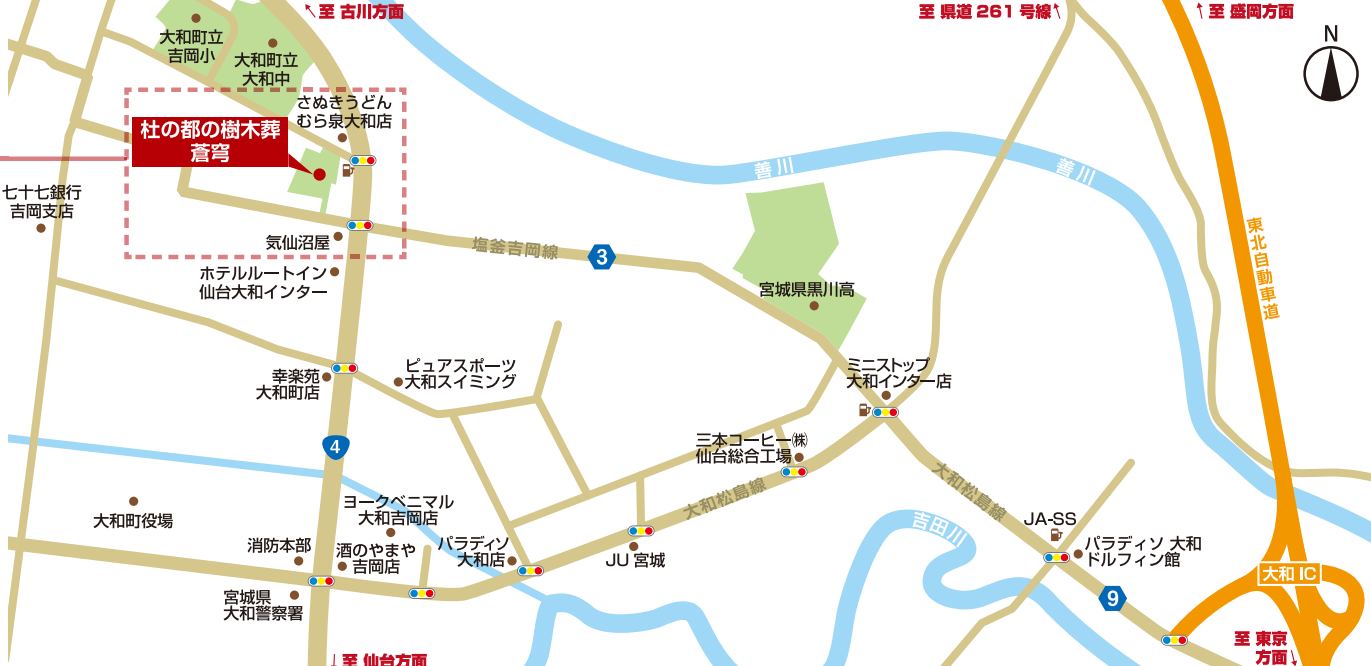 ↖至 古川方面
至 県道 261 号線↗
↑至 盛岡方面
N
大和町立
吉岡小
大和町立
大和中
さぬきうどん
むら泉大和店
杜の都の樹木葬
蒼穹
七十七銀行
吉岡支店
善川
善川
気仙沼屋
塩釜吉岡線
3
東北自動車道
ホテルルートイン
仙台大和インター
宮城県黒川高
幸楽苑
大和町店
ピュアスポーツ
大和スイミング
ミニストップ
大和インター店
4
三本コーヒー㈱
仙台総合工場
大和松島線
大和松島線
大和町役場
ヨークベニマル
大和吉岡店
吉田川
JA-SS
消防本部
酒のやまや
吉岡店
パラディソ
大和店
JU 宮城
パラディソ 大和
ドルフィン館
大和 IC
宮城県
大和警察署
9
↓至 仙台方面
至 東京
方面↓